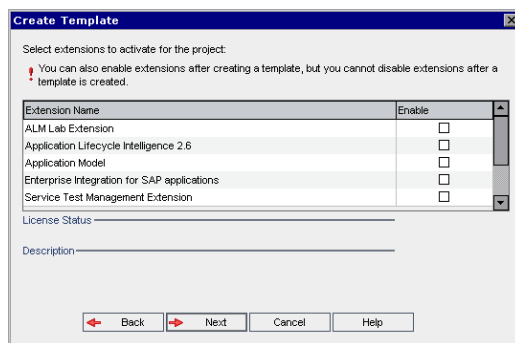 Create Template
Select extensions to activate for the project:
You can also enable extensions after creating a template, but you cannot disable extensions after a
template is created.
Extension Name Enable
ALM Lab Extension
Application Lifecycle Intelligence 2.6
Application Model
Enterprise Integration for SAP applications
Service Test Management Extension
License Status
Description
Back Next Cancel Help